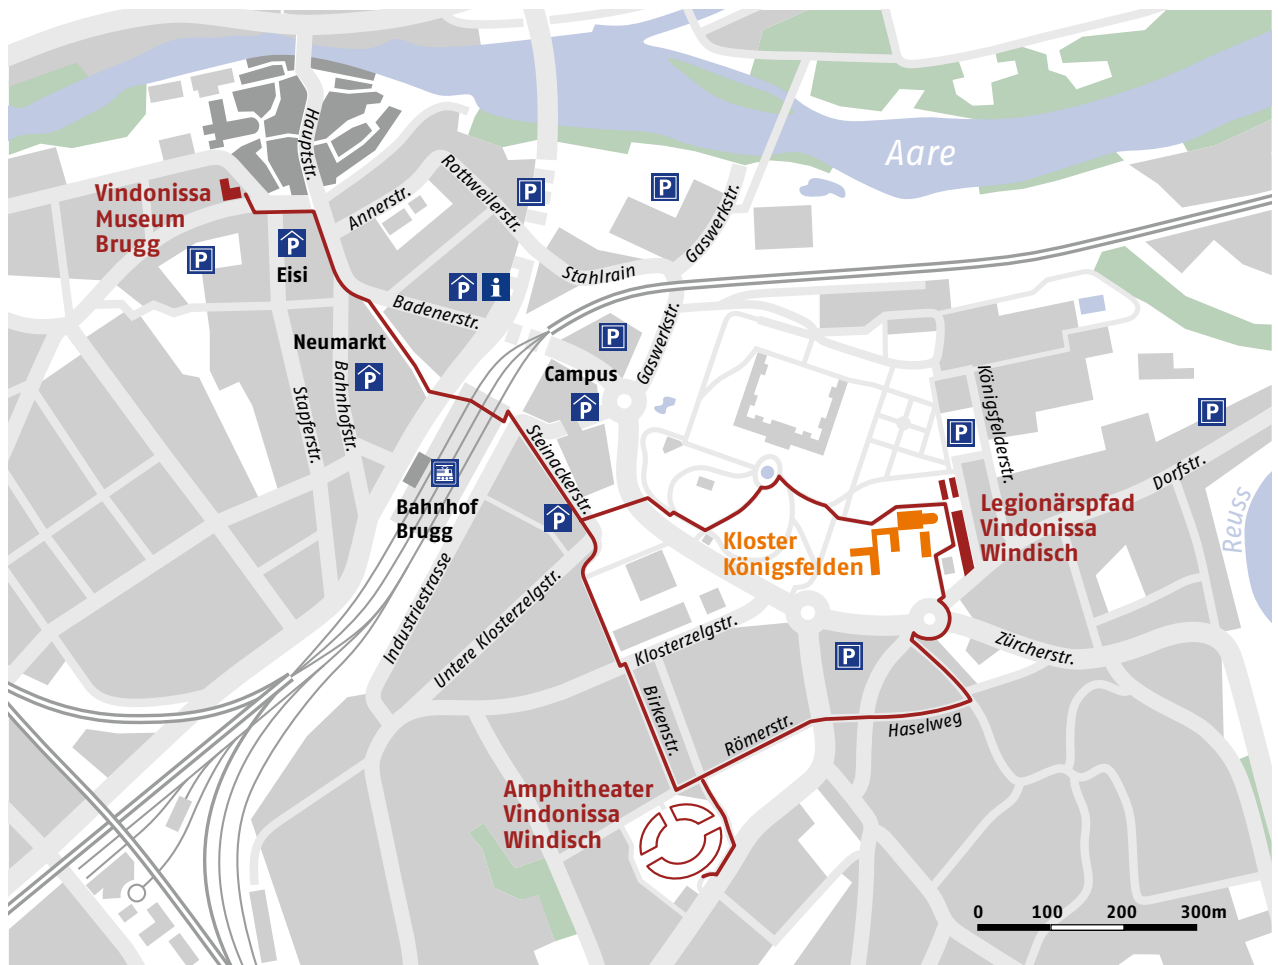 Aare
Hauptstr.
Rottweilerstr.
P
P
Vindonissa
Museum
Brugg
Annerstr.
Gaswerkstr.
P
P
Eisi
Stahlrain
P
i
Badenerstr.
Gaswerkstr.
P
Neumarkt
P
Bahnhofstr.
Stapferstr.
Campus
P
Königsfelderstr.
P
P
Steinackerstr.
Dorfstr.
Bahnhof
Brugg
P
Legionärspfad
Vindonissa
Windisch
Reuss
Kloster
Königsfelden
Industriestrasse
Untere Klosterzelgstr.
Klosterzelgstr.
P
Zürcherstr.
Birkenstr.
Römerstr.
Haselweg
Amphitheater
Vindonissa
Windisch
0 100 200 300m